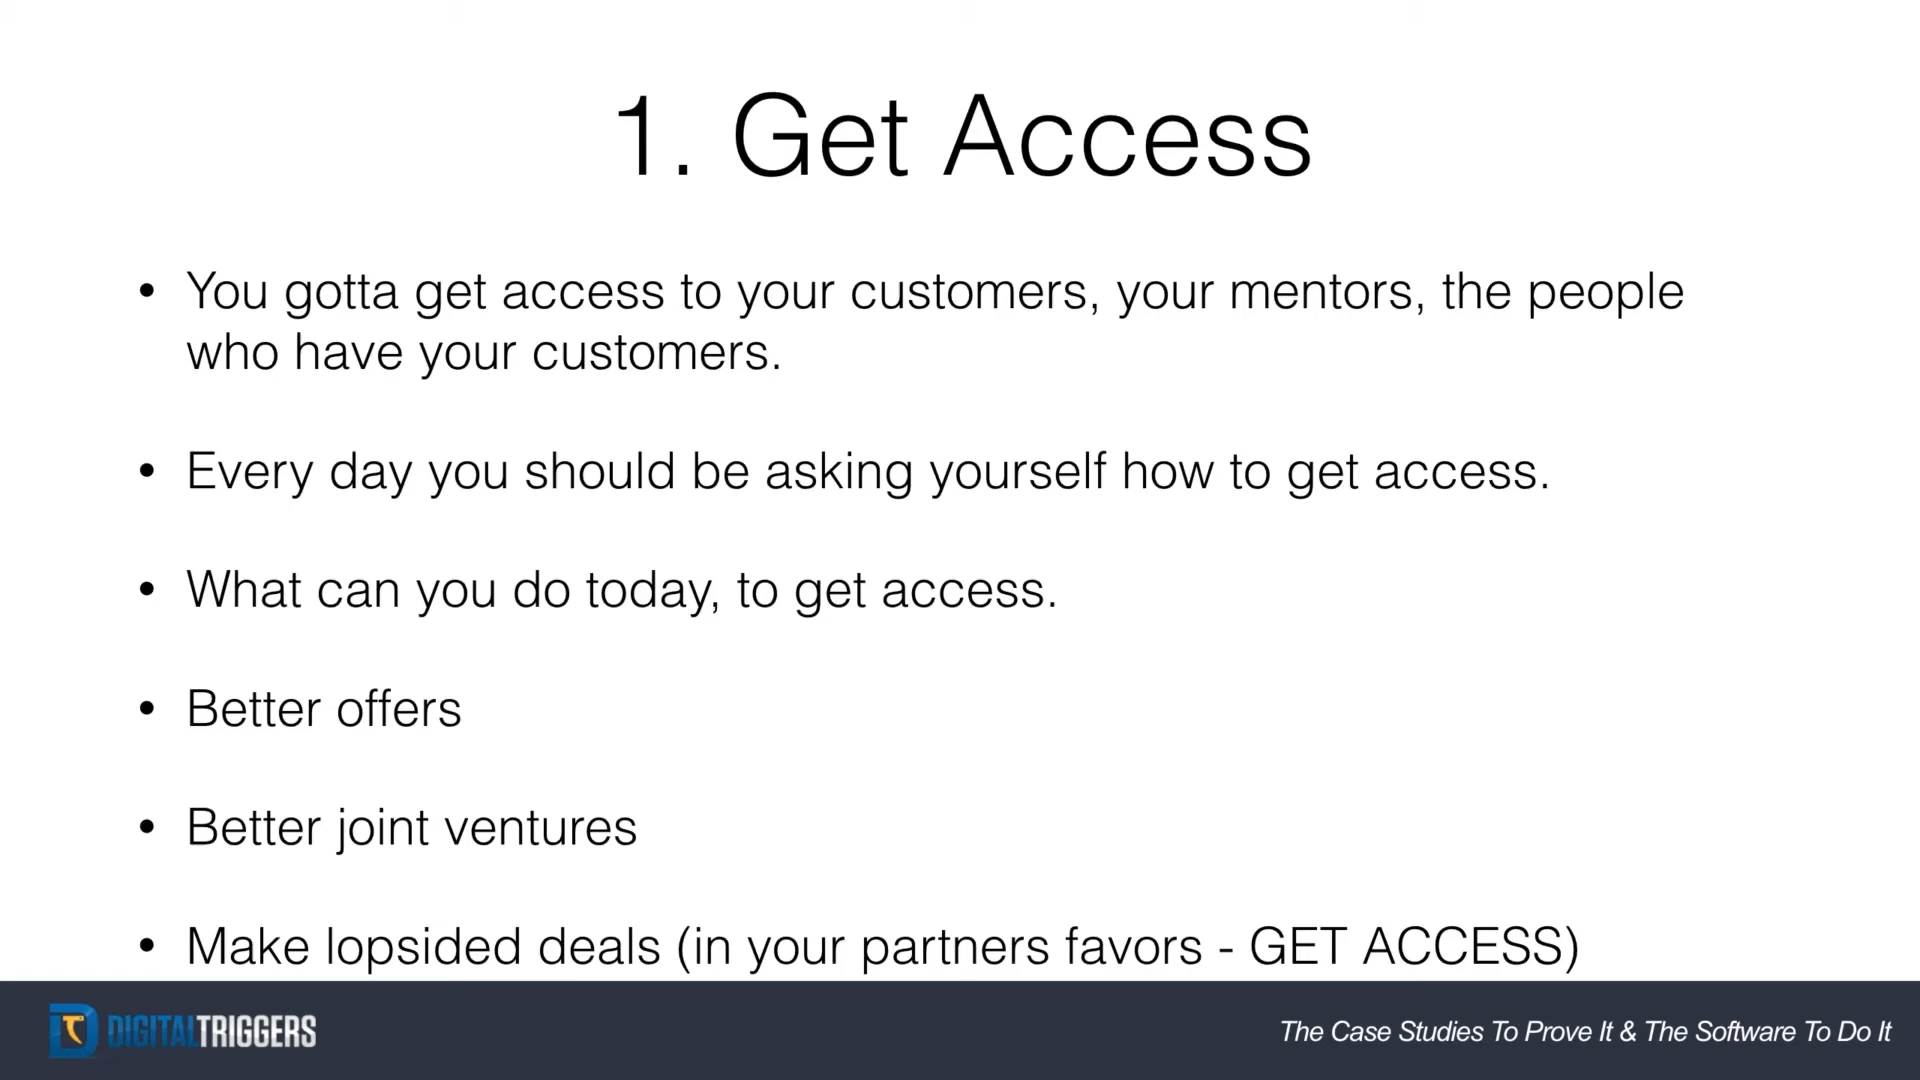 1. Get Access
• You gotta get access to your customers, your mentors, the people
who have your customers.
• Every day you should be asking yourself how to get access.
• What can you do today, to get access.
• Better offers
• Better joint ventures
• Make lopsided deals (in your partners favors - GET ACCESS)
DIGITALTRIGGERS
The Case Studies To Prove It & The Software To Do It